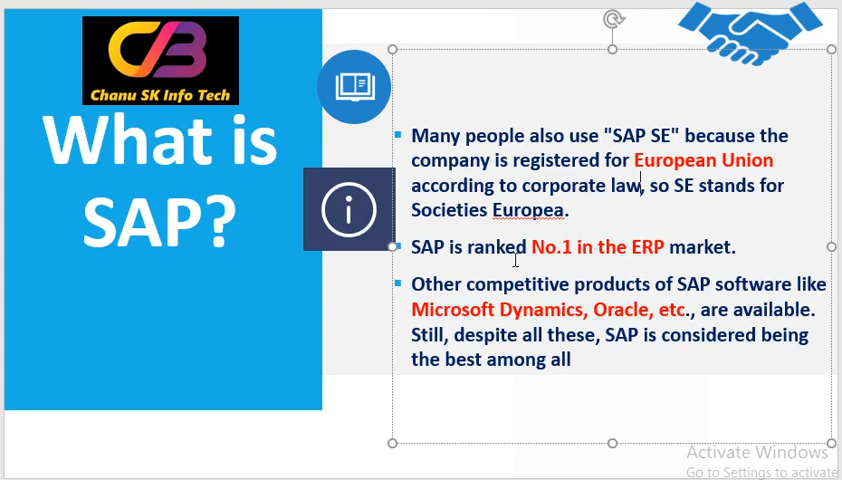 Chanu SK Info Tech
What is
SAP?
Many people also use "SAP SE" because the
company is registered for European Union
according to corporate law, so SE stands for
Societies Europea.
SAP is ranked No.1 in the ERP market.
Other competitive products of SAP software like
Microsoft Dynamics, Oracle, etc., are available.
Still, despite all these, SAP is considered being
the best among all
Activate Windows
Go to Settings to activate